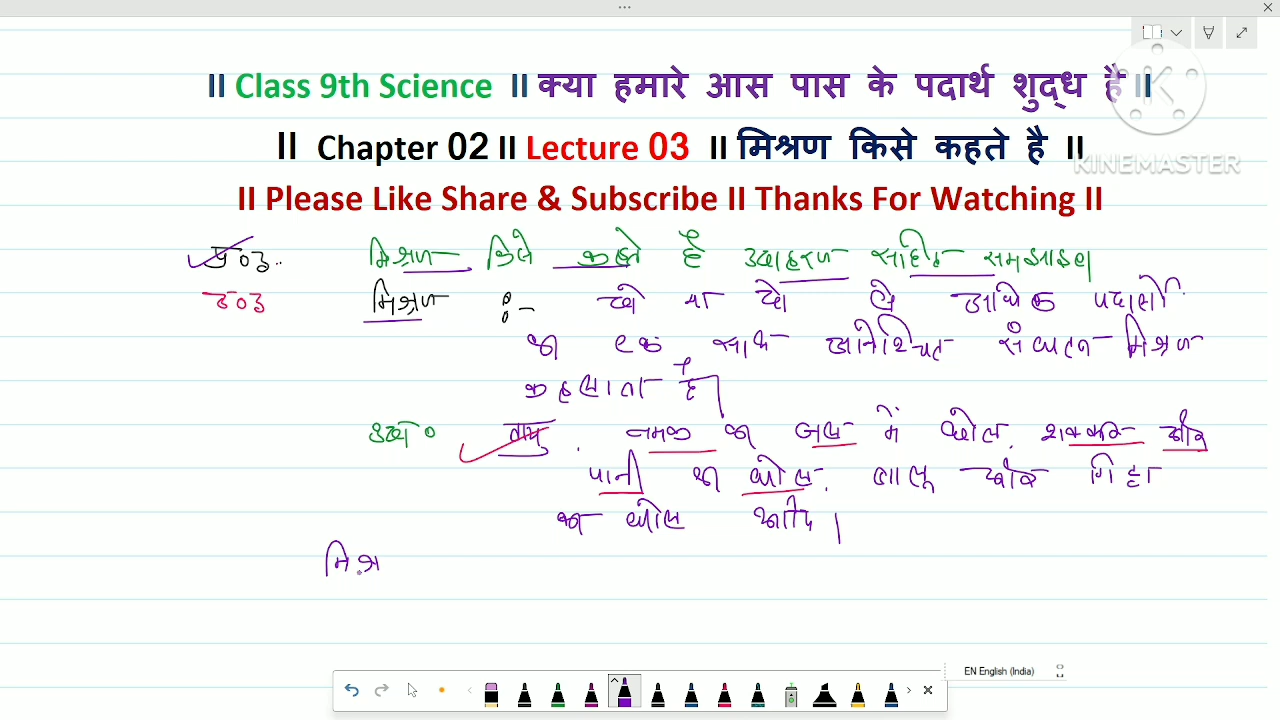 II Class 9th Science II क्या हमारे आस पास के पदार्थ शुद्ध है II
II Chapter 02 II Lecture 03 II मिश्रण किसे कहते है II
KINEMASTER
II Please Like Share & Subscribe II Thanks For Watching II
प्र०3.. मिश्रण किसे कहते है उदाहरण सहित समझाइए
उ०3 मिश्रण :- दो या दो से अधिक पदार्थो
का एक साथ अनिश्चित संघटन मिश्रण
कहलाता है।
उदा० वायु. नमक का जल में घोल. शक्कर और
पानी का घोल. बालू और मिट्टी
का घोल आदि।
मिश्र
EN English (India)